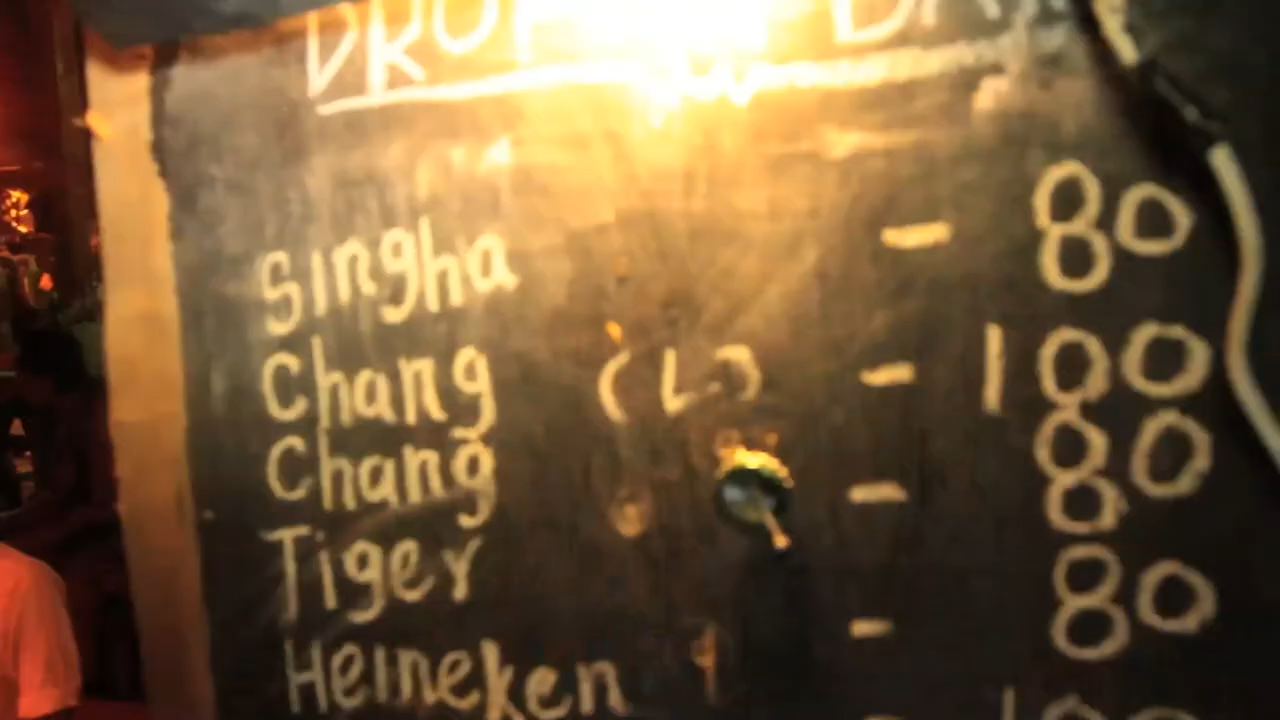 Singha - 80
Chang (L) - 100
Chang - 80
Tiger - 80
Heineken